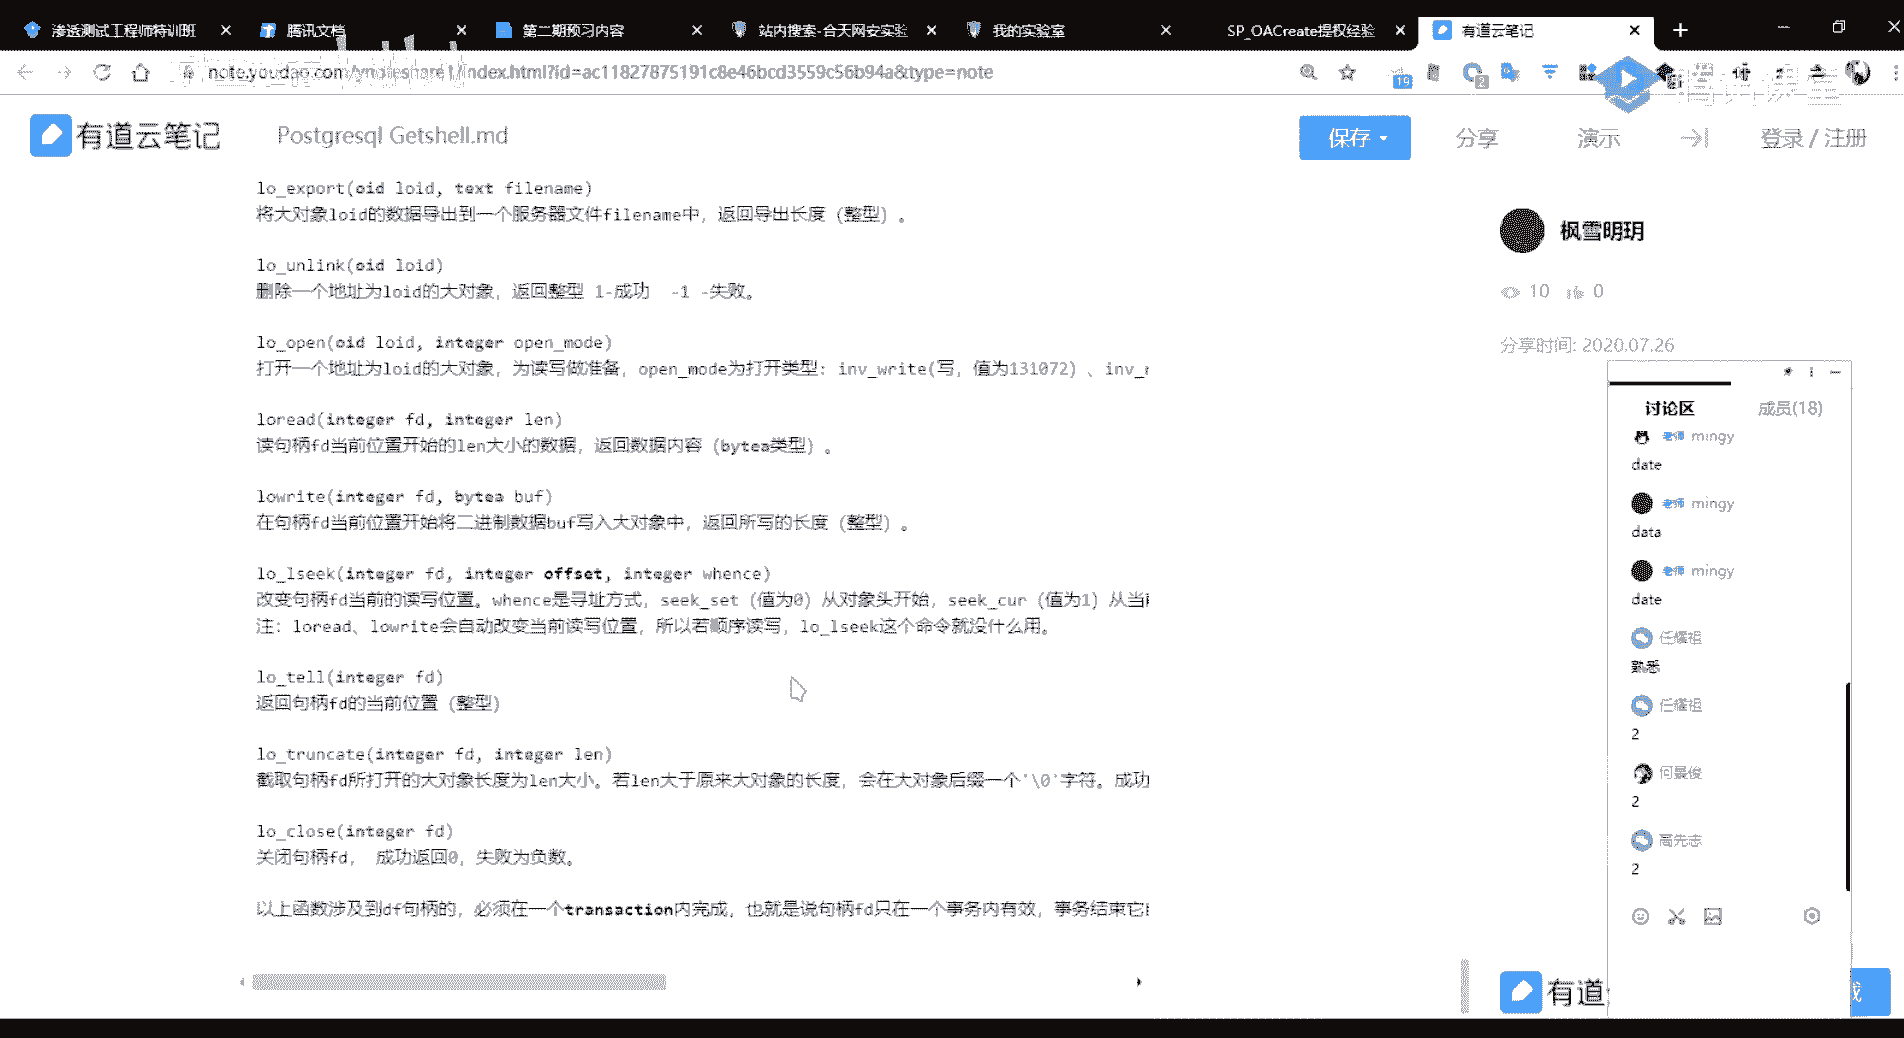 渗透测试工程师特训班
腾讯文档
第二期预习内容
站内搜索-合天网安实验
我的实验室
SP_OACreate提权经验
有道云笔记
note.youdao.com/ynoteshare1/index.html?id=ac11827875191c8e46bcd3559c56b94a&type=note
19
2
腾讯课堂
有道云笔记
Postgresql Getshell.md
保存
分享
演示
登录 / 注册
lo_export(oid loid, text filename)
将大对象loid的数据导出到一个服务器文件filename中，返回导出长度（整型）。
lo_unlink(oid loid)
删除一个地址为loid的大对象，返回整型 1-成功  -1 -失败。
lo_open(oid loid, integer open_mode)
打开一个地址为loid的大对象，为读写做准备，open_mode为打开类型: inv_write(写，值为131072) 、inv_
loread(integer fd, integer len)
读句柄fd当前位置开始的len大小的数据，返回数据内容（bytea类型）。
lowrite(integer fd, bytea buf)
在句柄fd当前位置开始将二进制数据buf写入大对象中，返回所写的长度（整型）。
lo_lseek(integer fd, integer offset, integer whence)
改变句柄fd当前的读写位置。whence是寻址方式，seek_set（值为0）从对象头开始，seek_cur（值为1）从当
注: loread、lowrite会自动改变当前读写位置，所以若顺序读写，lo_lseek这个命令就没什么用。
lo_tell(integer fd)
返回句柄fd的当前位置（整型）
lo_truncate(integer fd, integer len)
截取句柄fd所打开的大对象长度为len大小。若len大于原来大对象的长度，会在大对象后缀一个'\0'字符。成功
lo_close(integer fd)
关闭句柄fd， 成功返回0，失败为负数。
以上函数涉及到df句柄的，必须在一个transaction内完成，也就是说句柄fd只在一个事务内有效，事务结束它
枫雪明玥
10
0
分享时间: 2020.07.26
讨论区
成员(18)
老师 mingy
date
老师 mingy
data
老师 mingy
date
任耀祖
熟悉
任耀祖
2
何景俊
2
高先志
2
有道